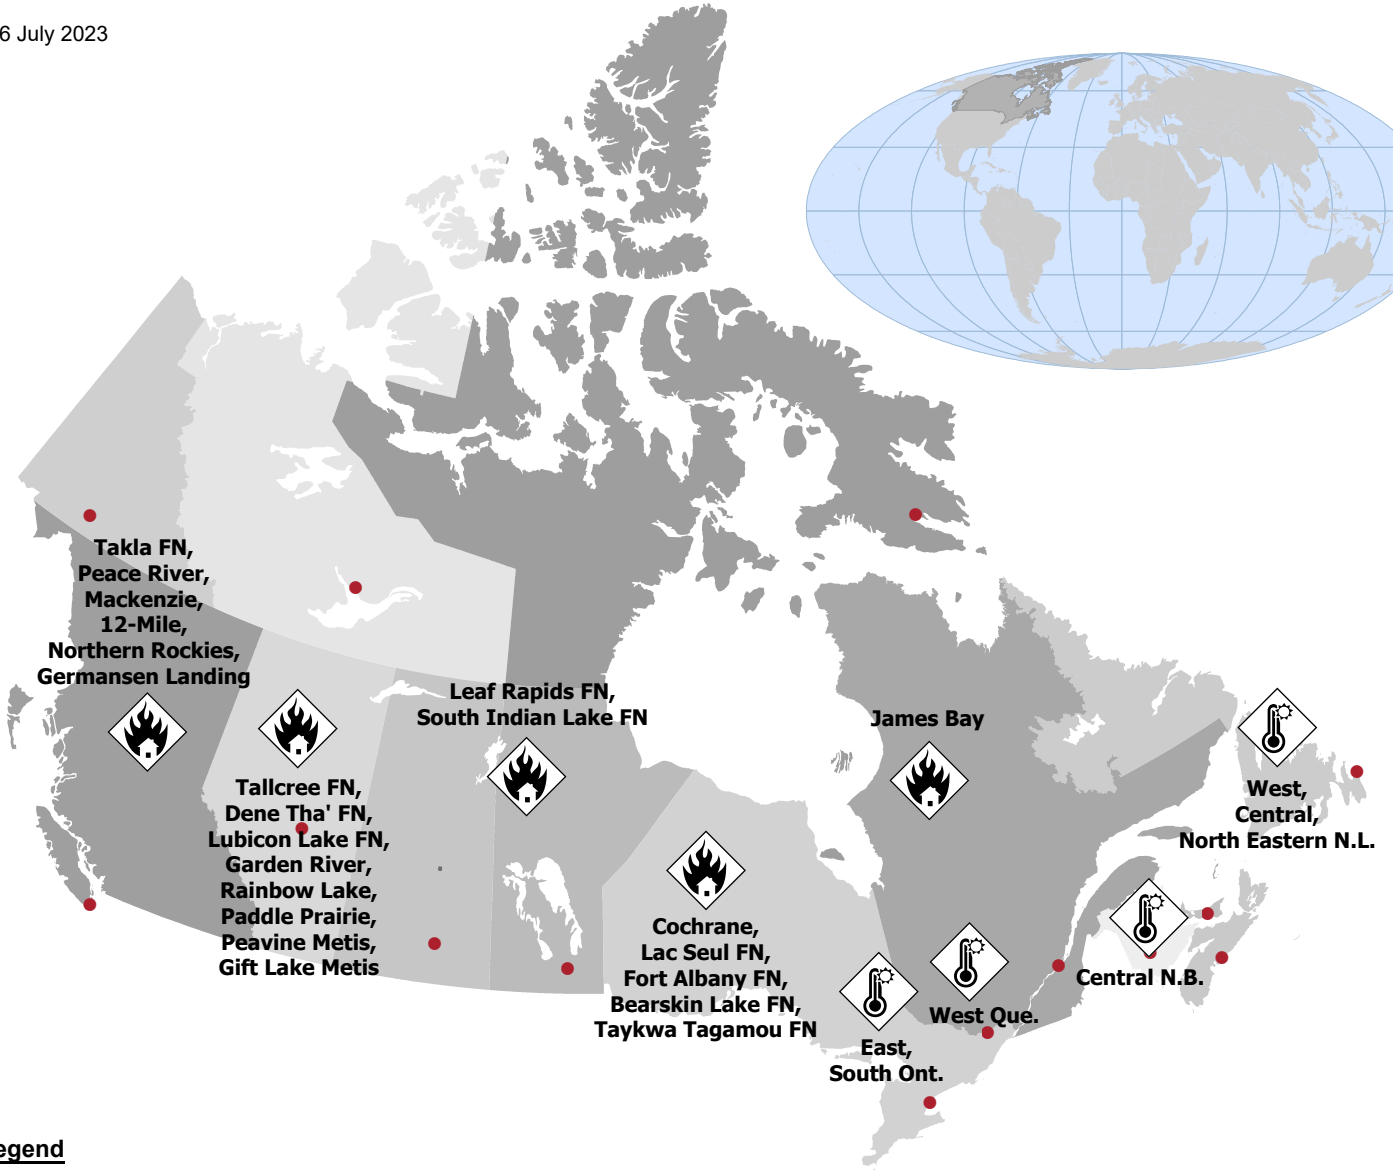 6 July 2023
Takla FN,
Peace River,
Mackenzie,
12-Mile,
Northern Rockies,
Germansen Landing
Leaf Rapids FN,
South Indian Lake FN
James Bay
Tallcree FN,
Dene Tha' FN,
Lubicon Lake FN,
Garden River,
Rainbow Lake,
Paddle Prairie,
Peavine Metis,
Gift Lake Metis
West,
Central,
North Eastern N.L.
Cochrane,
Lac Seul FN,
Fort Albany FN,
Bearskin Lake FN,
Taykwa Tagamou FN
Central N.B.
West Que.
East,
South Ont.
egend